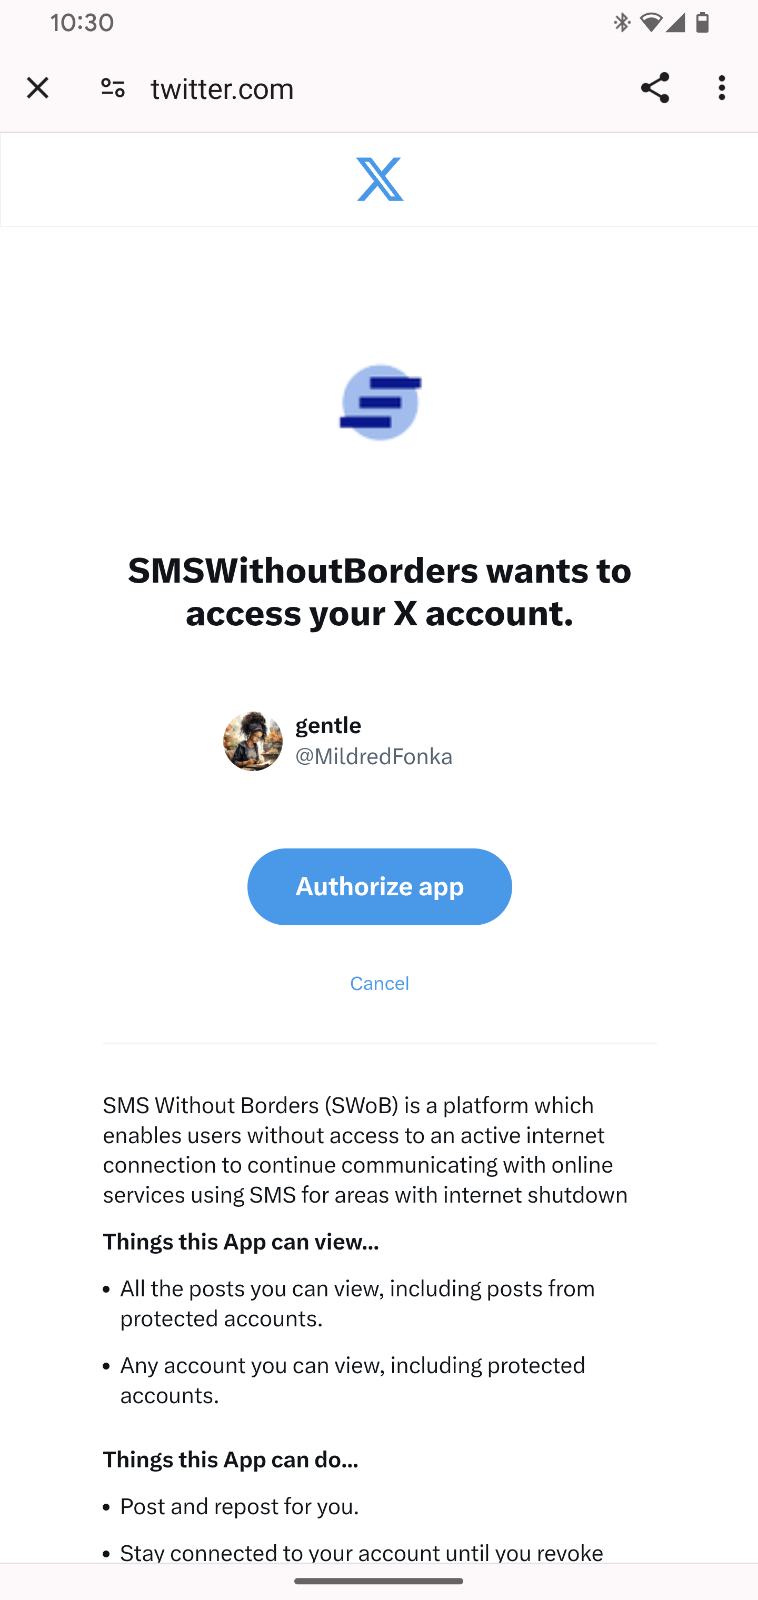 10:30
twitter.com
SMSWithoutBorders wants to
access your X account.
gentle
@MildredFonka
Authorize app
Cancel
SMS Without Borders (SWoB) is a platform which
enables users without access to an active internet
connection to continue communicating with online
services using SMS for areas with internet shutdown
Things this App can view...
• All the posts you can view, including posts from
protected accounts.
• Any account you can view, including protected
accounts.
Things this App can do...
• Post and repost for you.
• Stay connected to your account until you revoke